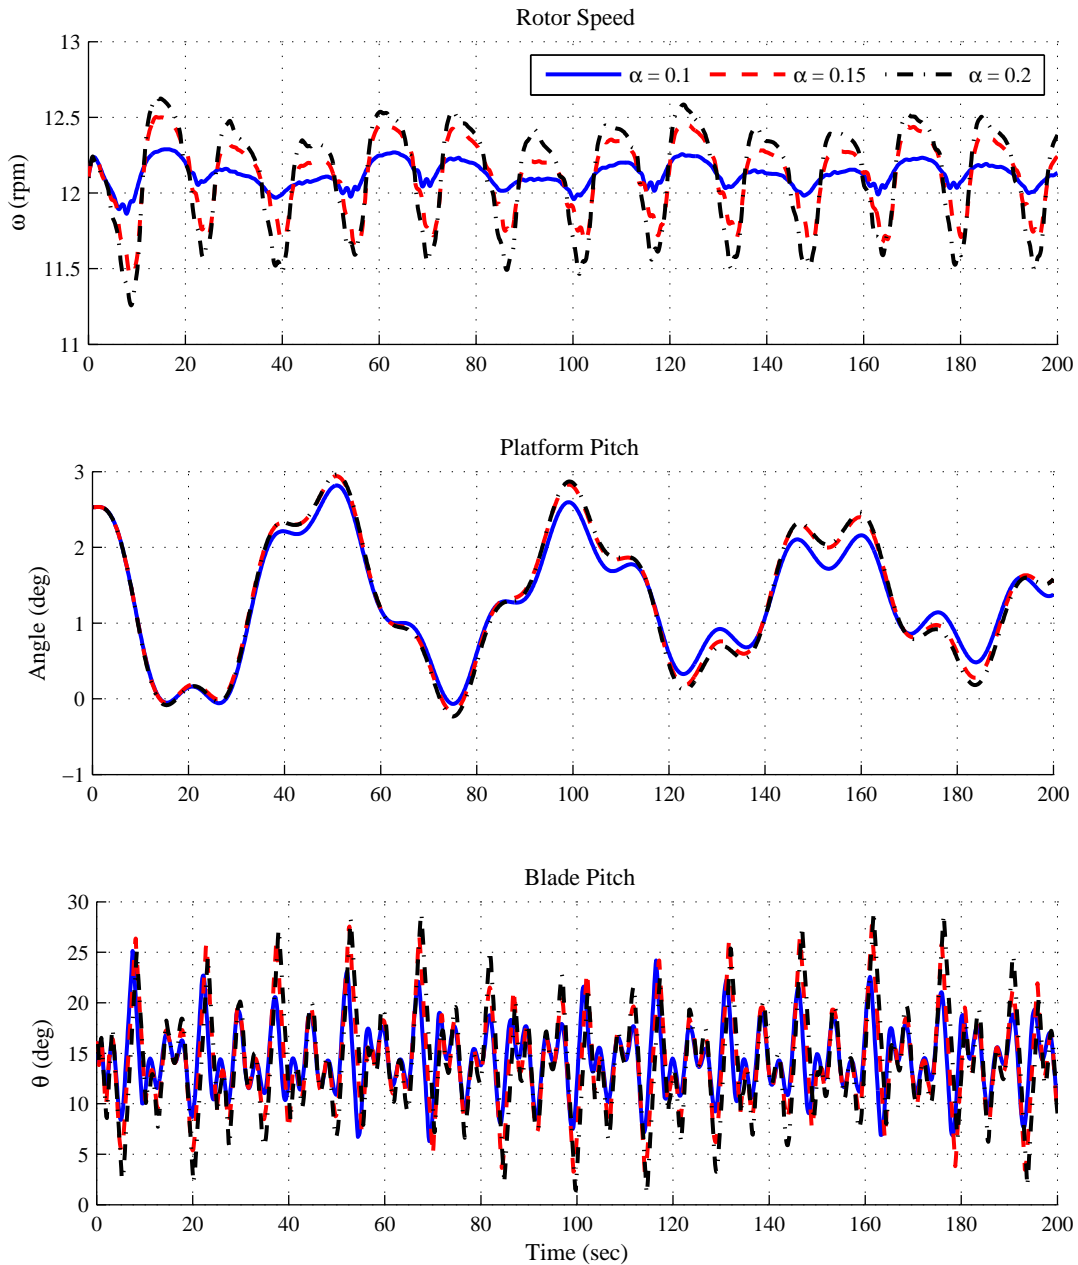 Rotor Speed
13
12.5
12
11.5
11
ω (rpm)
α = 0.1 α = 0.15 α = 0.2
0 20 40 60 80 100 120 140 160 180 200
Platform Pitch
3
2
1
0
−1
Angle (deg)
0 20 40 60 80 100 120 140 160 180 200
Blade Pitch
30
25
20
15
10
5
0
θ (deg)
0 20 40 60 80 100 120 140 160 180 200
Time (sec)